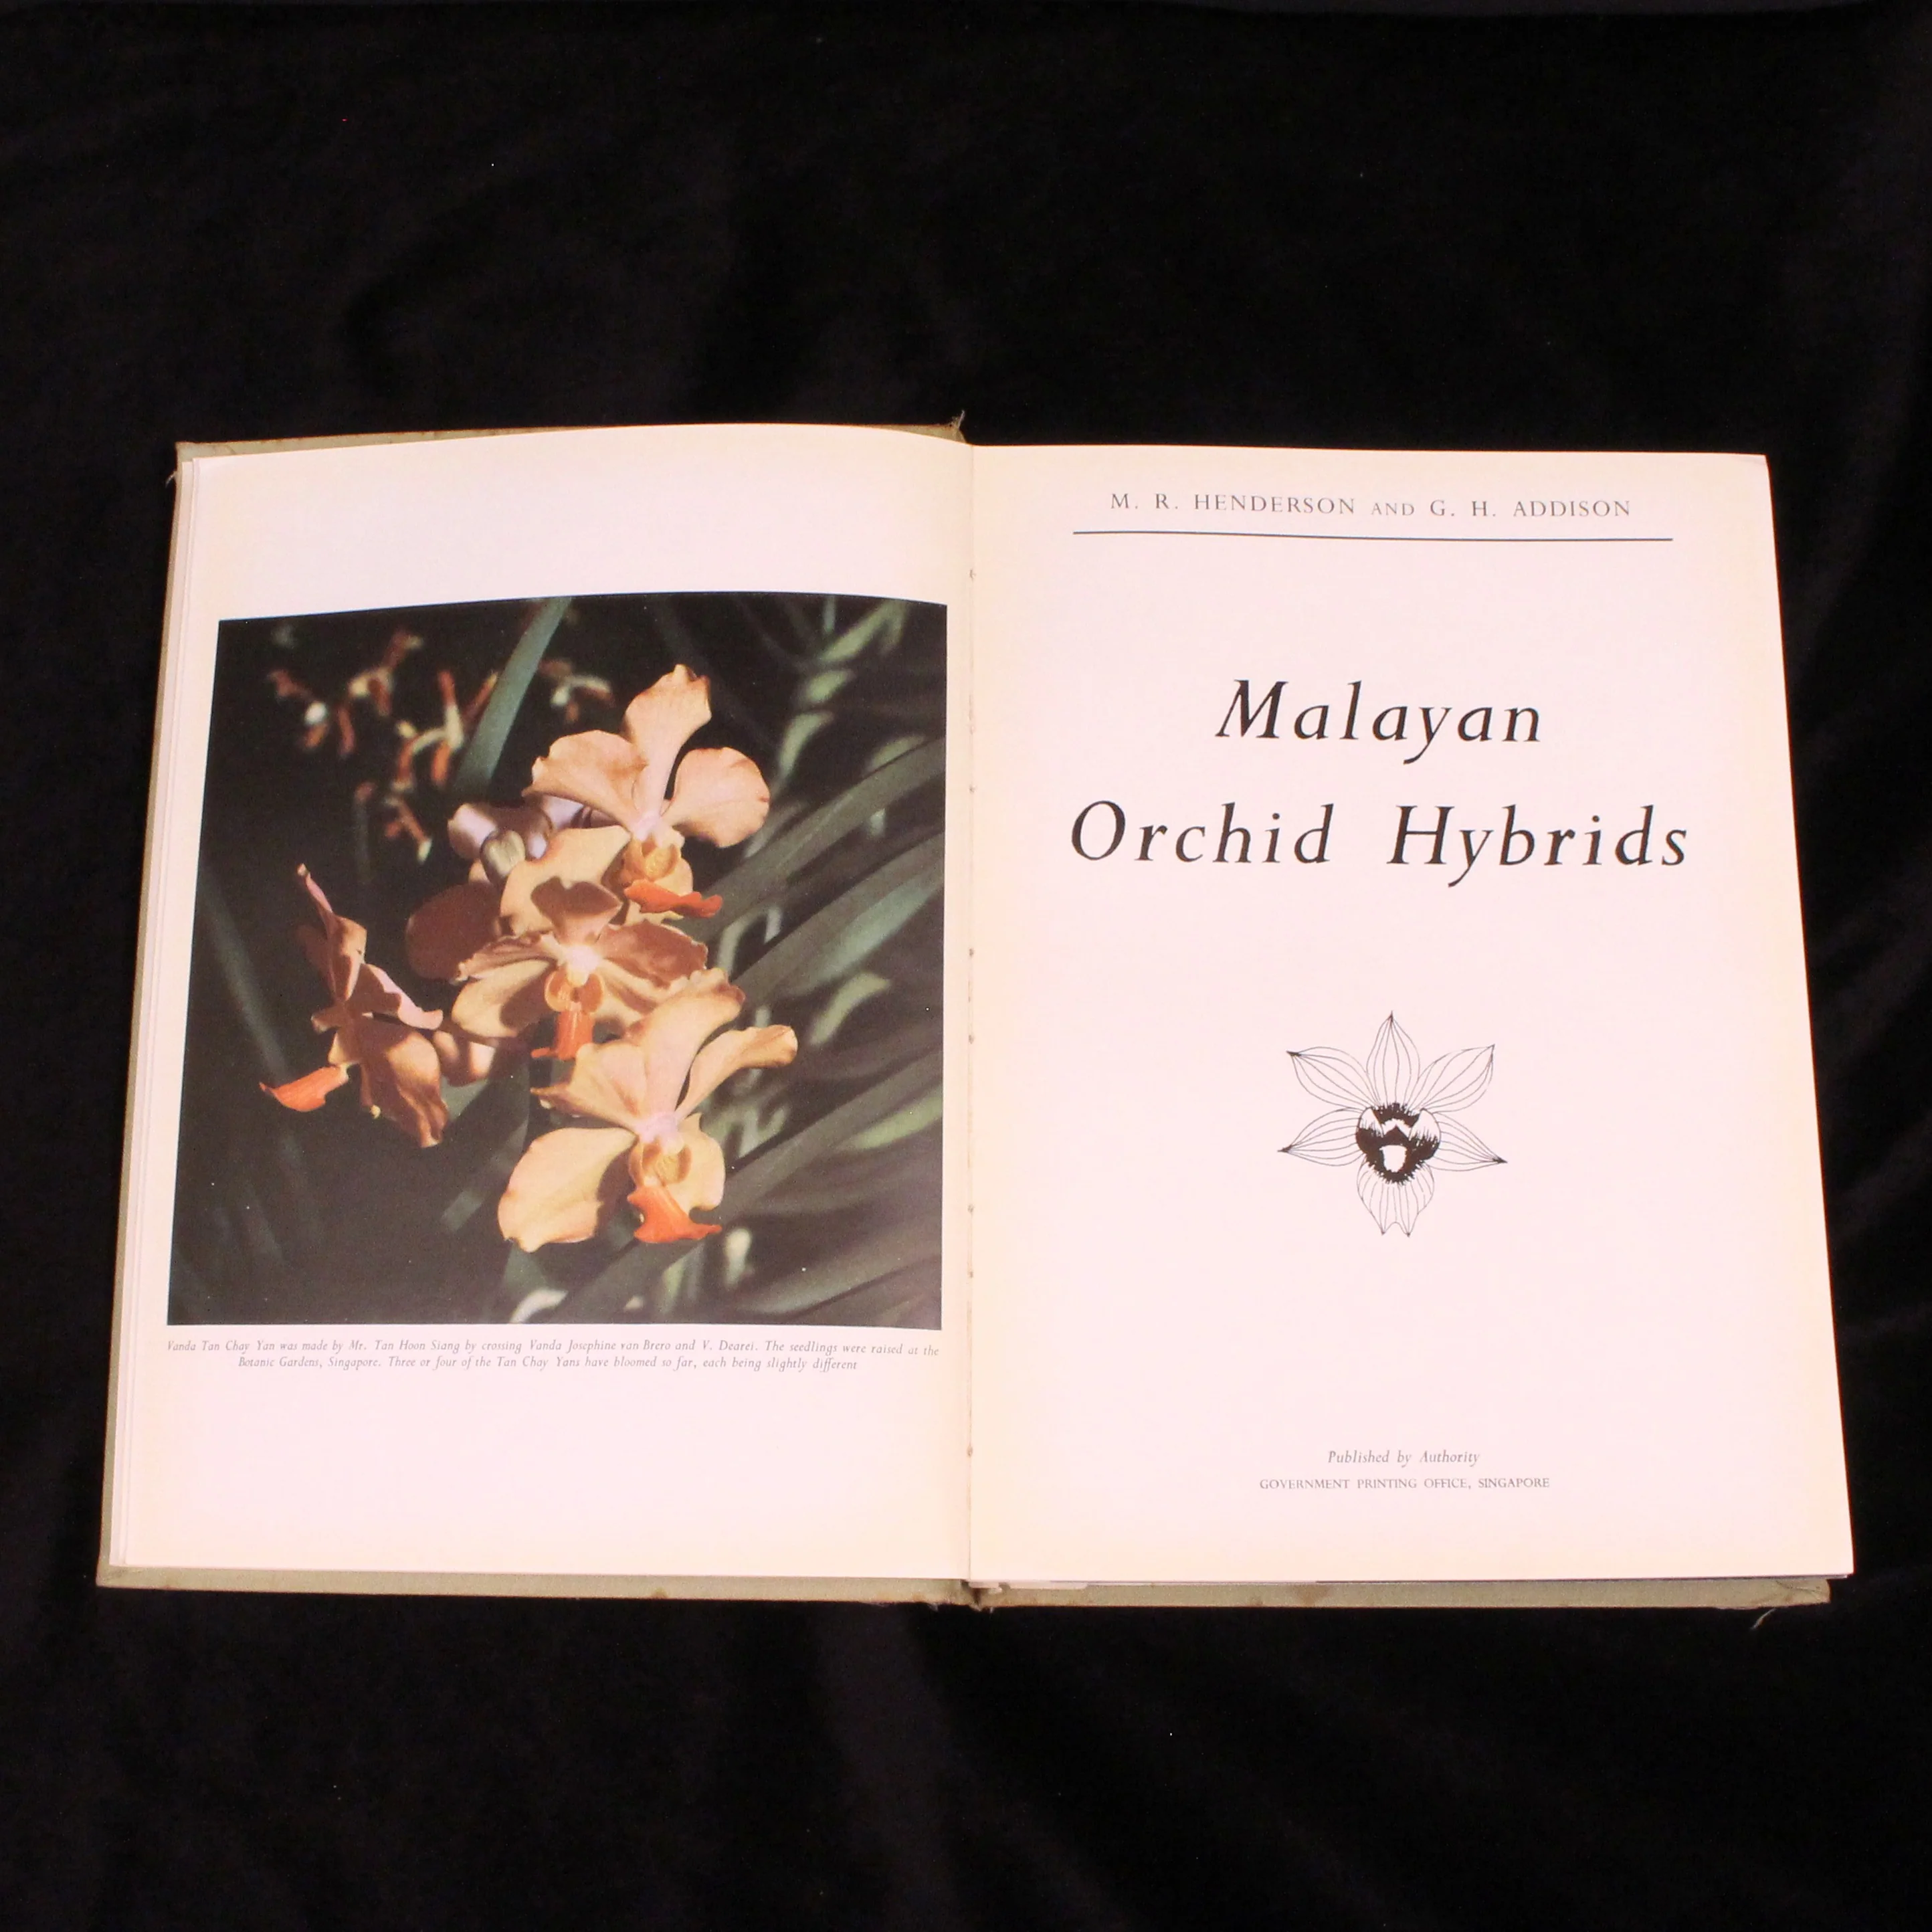 Vanda Tan Chay Yan was made by Mr. Tan Hoon Siang by crossing Vanda Josephine van Brero and V. Dearei. The seedlings were raised at the
Botanic Gardens, Singapore. Three or four of the Tan Chay Yans have bloomed so far, each being slightly different
M. R. HENDERSON AND G. H. ADDISON
Malayan
Orchid Hybrids
Published by Authority
GOVERNMENT PRINTING OFFICE, SINGAPORE